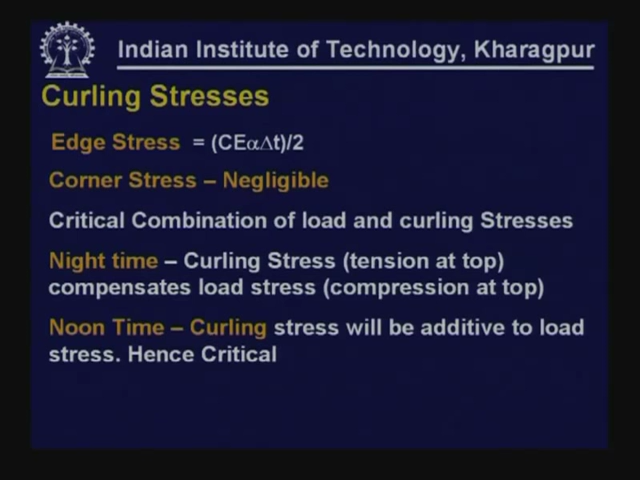 Indian Institute of Technology, Kharagpur
Curling Stresses
Edge Stress = (CEαΔt)/2
Corner Stress – Negligible
Critical Combination of load and curling Stresses
Night time – Curling Stress (tension at top)
compensates load stress (compression at top)
Noon Time – Curling stress will be additive to load
stress. Hence Critical